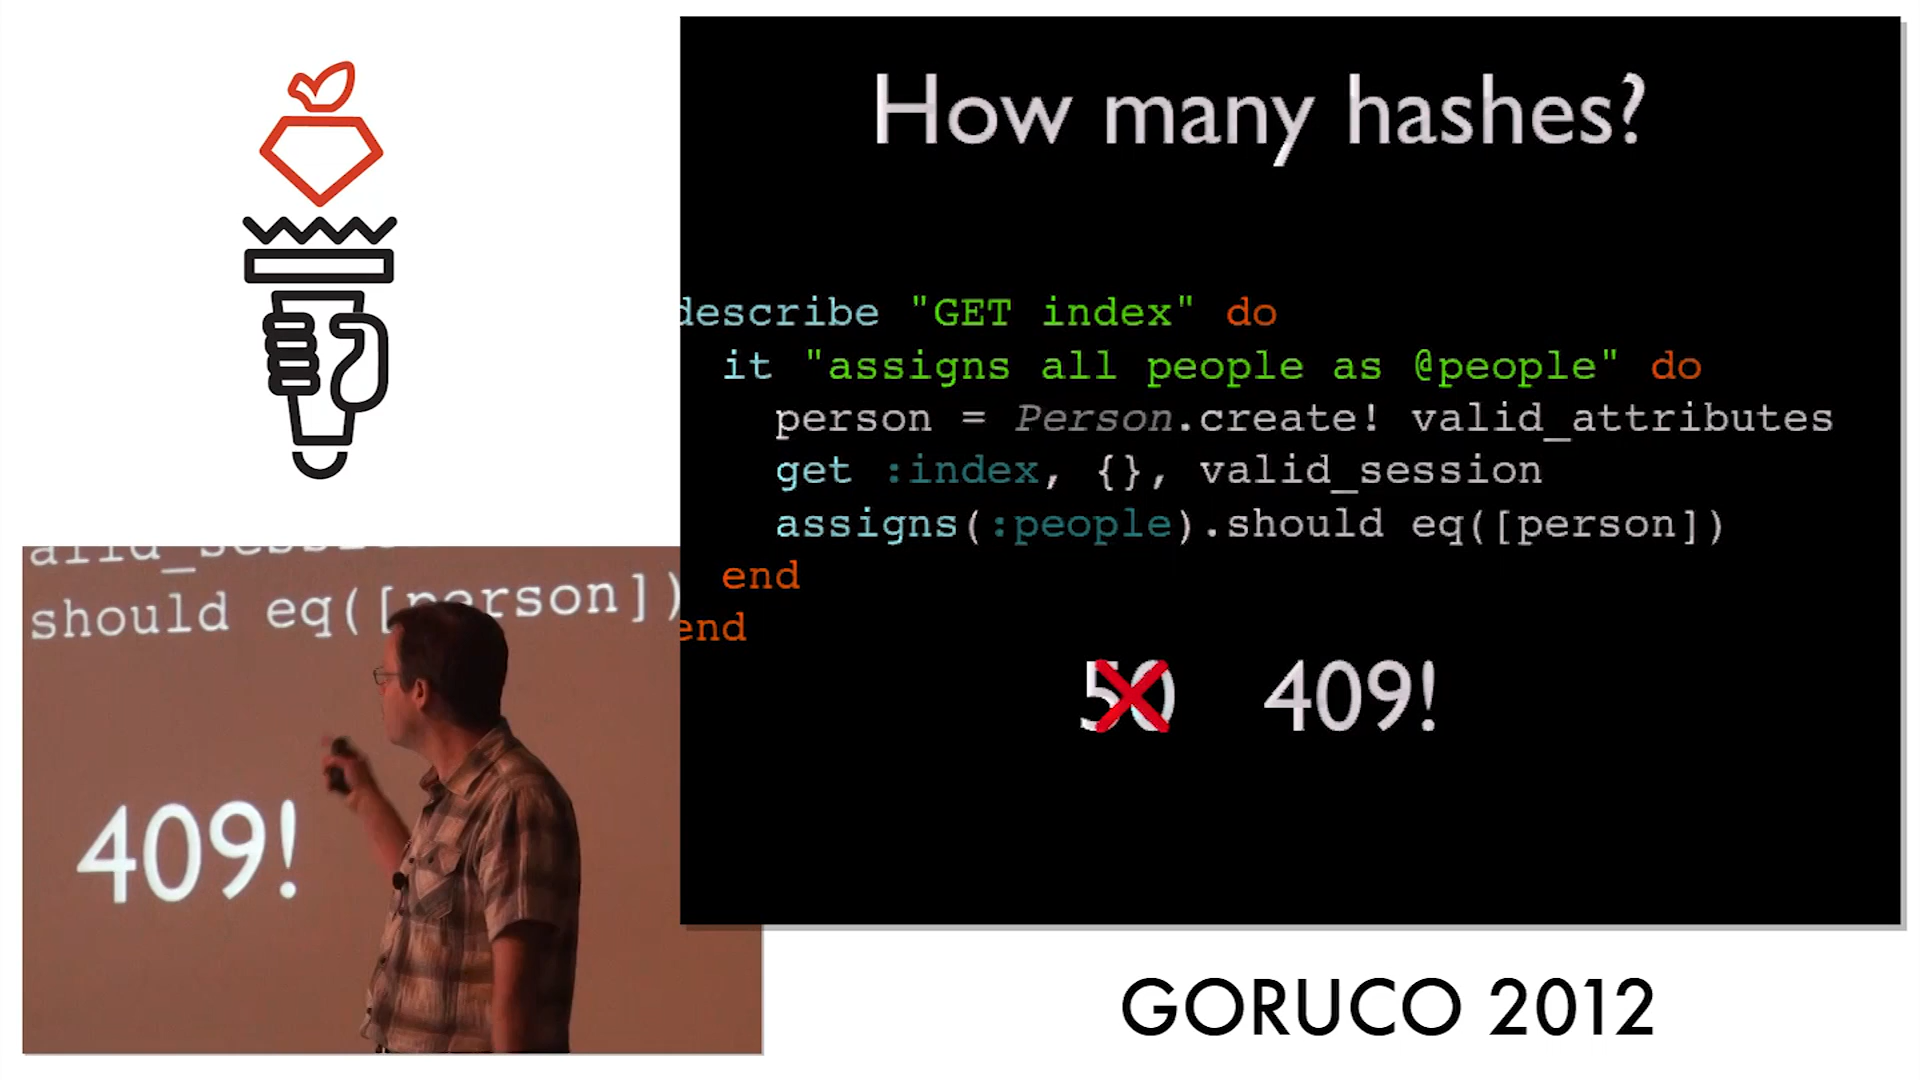 How many hashes?
describe "GET index" do
it "assigns all people as @people" do
person = Person.create! valid_attributes
get :index, {}, valid_session
assigns(:people).should eq([person])
end
end
50 409!
alid_sessi
should eq([person])
409!
GORUCO 2012